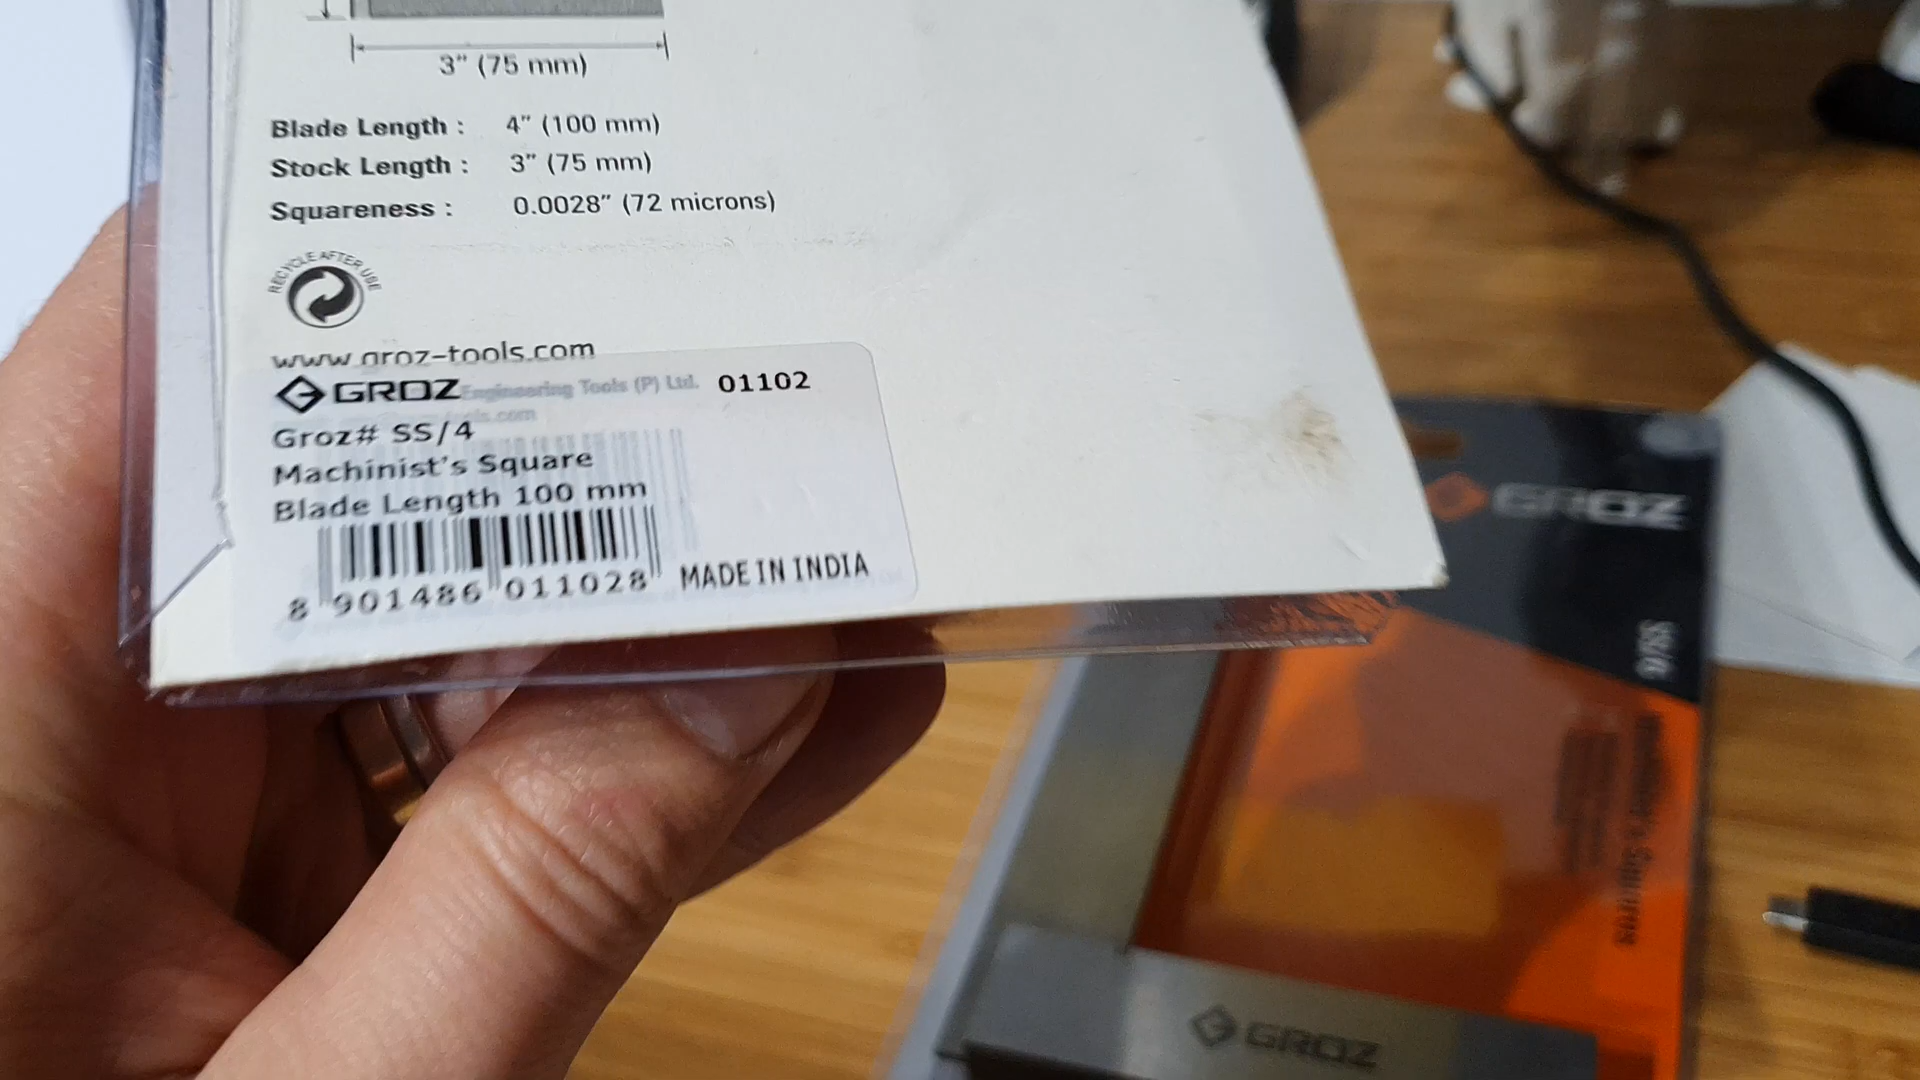 3" (75 mm)
Blade Length : 4" (100 mm)
Stock Length : 3" (75 mm)
Squareness : 0.0028" (72 microns)
RECYCLE AFTER USE
www.groz-tools.com
GROZ Engineering Tools (P) Ltd. 01102
Groz# SS/4
Machinist's Square
Blade Length 100 mm
8 901486 011028
MADE IN INDIA
GROZ
SS/6
Machinist's Square
GROZ